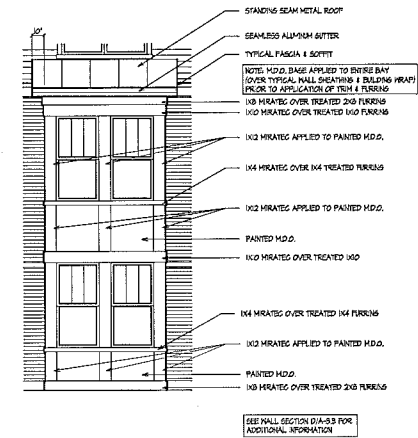 10"
STANDING SEAM METAL ROOF
SEAMLESS ALUMINUM GUTTER
TYPICAL FASCIA & SOFFIT
NOTE: M.D.O. BASE APPLIED TO ENTIRE BAY
(OVER TYPICAL WALL SHEATHING & BUILDING WRAP)
PRIOR TO APPLICATION OF TRIM & FURRING
1X8 MIRATEC OVER TREATED 2X6 FURRING
1X10 MIRATEC OVER TREATED 1X10 FURRING
1X12 MIRATEC APPLIED TO PAINTED M.D.O.
1X4 MIRATEC OVER 1X4 TREATED FURRING
1X12 MIRATEC APPLIED TO PAINTED M.D.O.
PAINTED M.D.O.
1X10 MIRATEC OVER TREATED 1X10
1X4 MIRATEC OVER TREATED 1X4 FURRING
1X12 MIRATEC APPLIED TO PAINTED M.D.O.
PAINTED M.D.O.
1X8 MIRATEC OVER TREATED 2X8 FURRING
SEE WALL SECTION D/A-3.3 FOR
ADDITIONAL INFORMATION